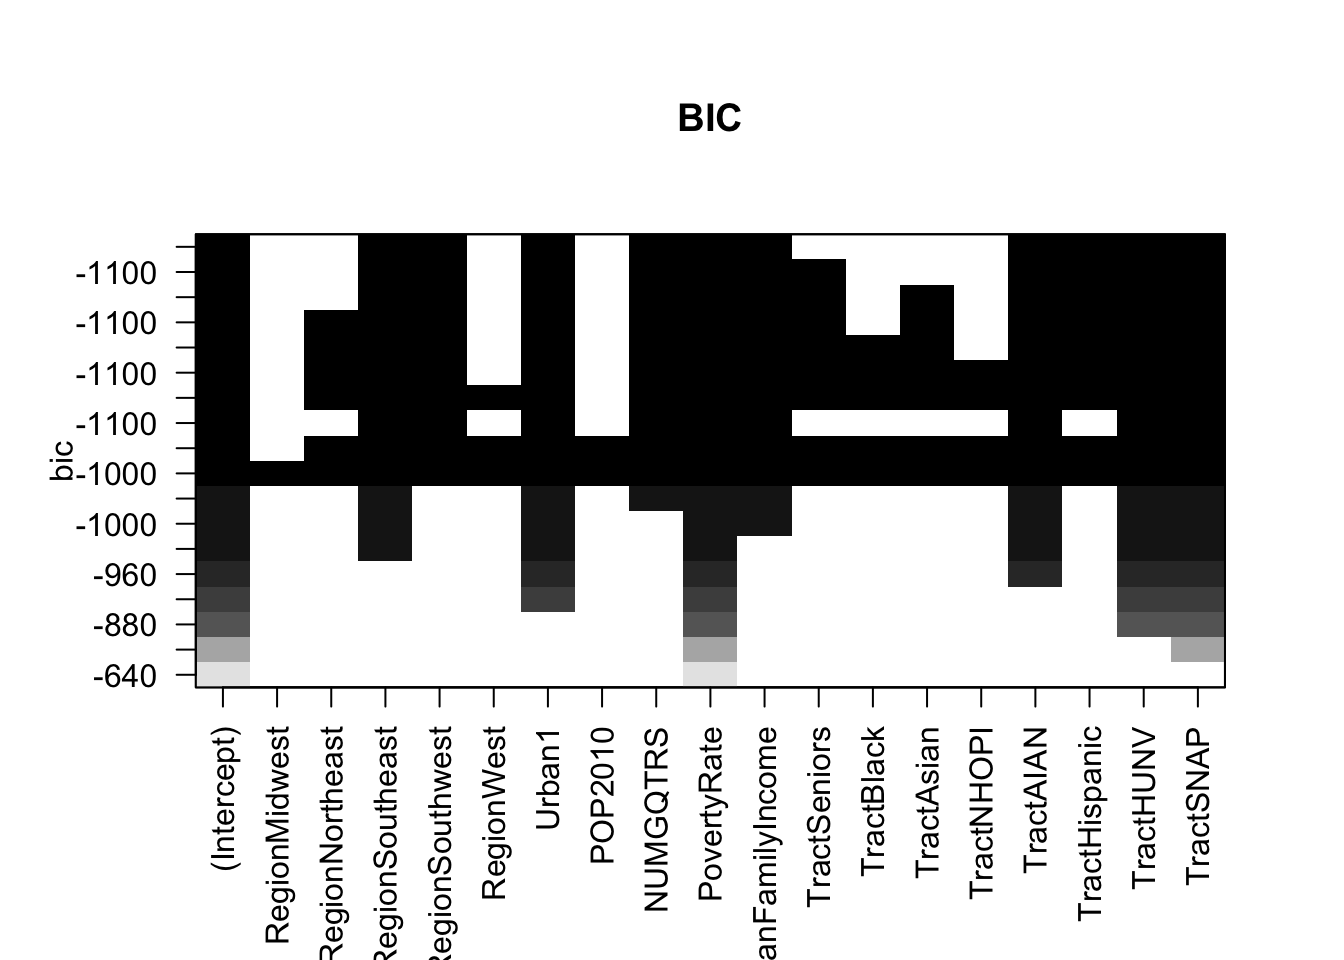 BIC
bic
-1100
-1100
-1100
-1100
-1000
-1000
-960
-880
-640
(Intercept)
RegionMidwest
RegionNortheast
RegionSoutheast
RegionSouthwest
RegionWest
Urban1
POP2010
NUMGQTRS
PovertyRate
anFamilyIncome
TractSeniors
TractBlack
TractAsian
TractNHOPI
TractAIAN
TractHispanic
TractHUNV
TractSNAP